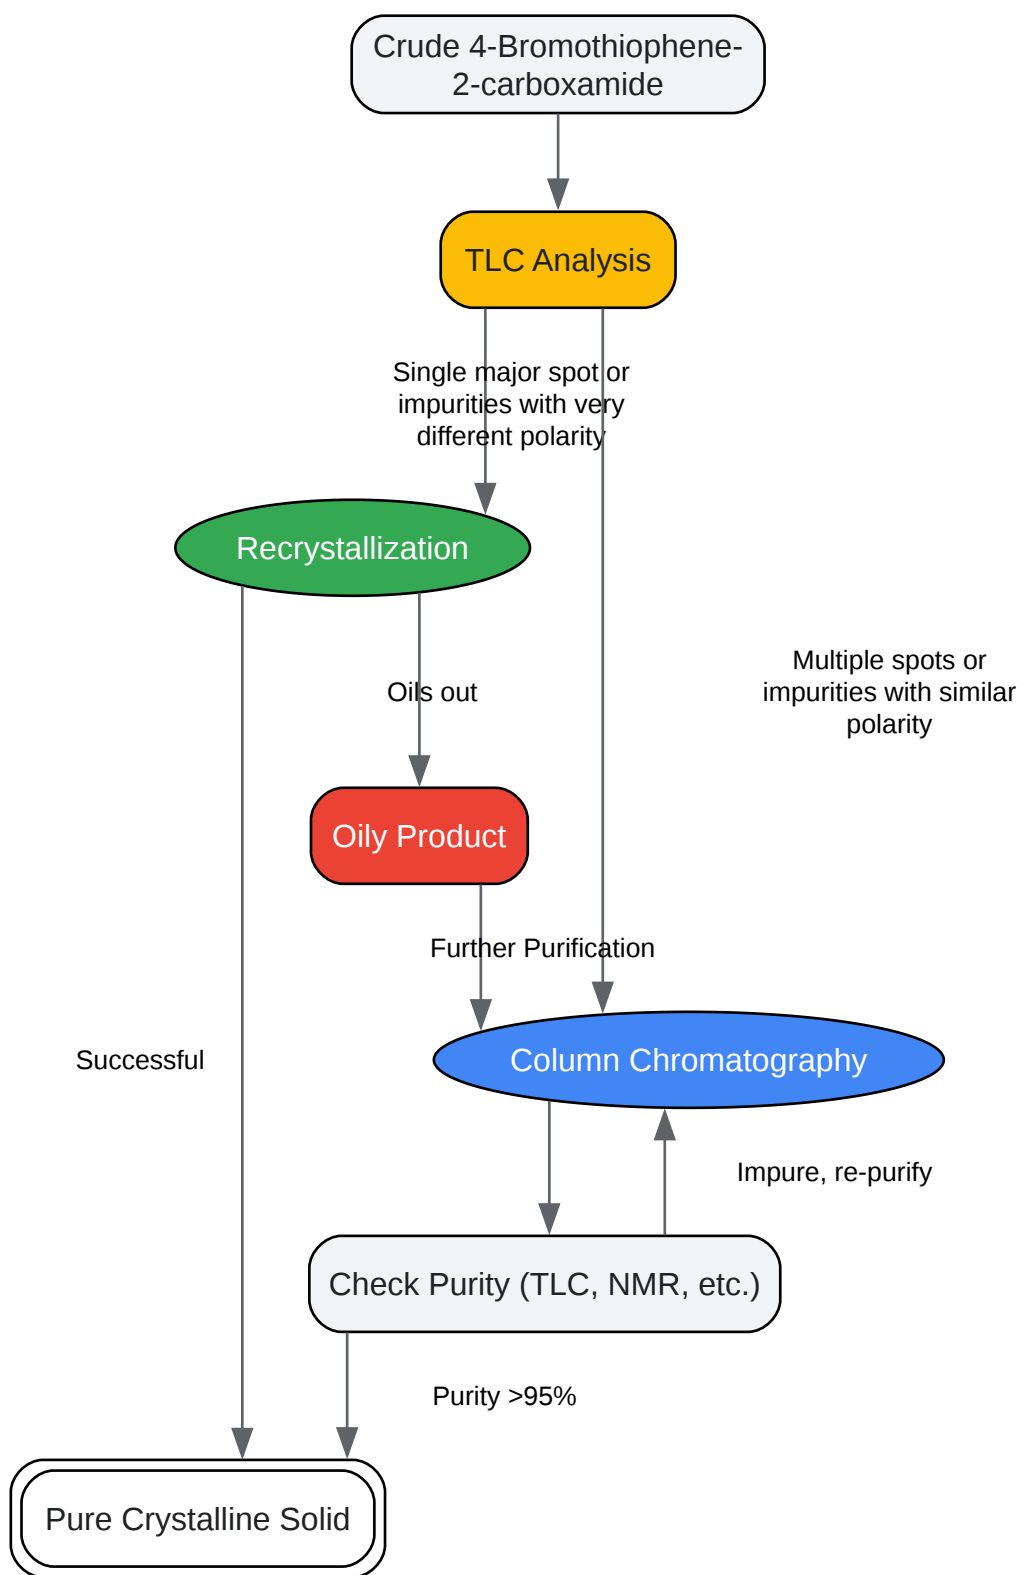 Crude 4-Bromothiophene-
2-carboxamide
TLC Analysis
Single major spot or
impurities with very
different polarity
Recrystallization
Multiple spots or
impurities with similar
polarity
Oils out
Oily Product
Further Purification
Successful
Column Chromatography
Impure, re-purify
Check Purity (TLC, NMR, etc.)
Purity >95%
Pure Crystalline Solid